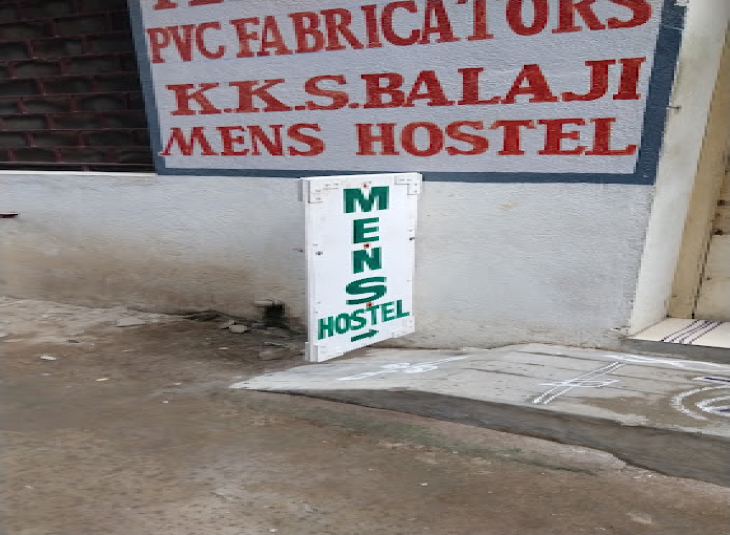 PVC FABRICATORS
K.K.S.BALAJI
MENS HOSTEL
MENS
HOSTEL